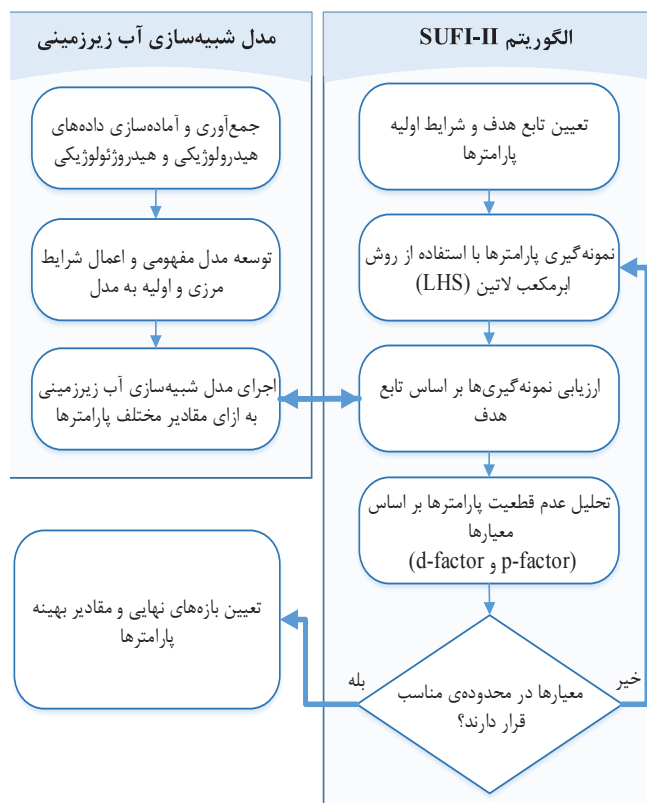 الگوریتم SUFI-II
تعیین تابع هدف و شرایط اولیه
پارامترها
نمونه‌گیری پارامترها با استفاده از روش
ابرمکعب لاتین (LHS)
ارزیابی نمونه‌گیری‌ها بر اساس تابع
هدف
تحلیل عدم قطعیت پارامترها بر اساس
معیارها
(p-factor و d-factor)
معیارها در محدوده‌ی مناسب
قرار دارند؟
خیر
بله
مدل شبیه‌سازی آب زیرزمینی
جمع‌آوری و آماده‌سازی داده‌های
هیدرولوژیکی و هیدروژئولوژیکی
توسعه مدل مفهومی و اعمال شرایط
مرزی و اولیه به مدل
اجرای مدل شبیه‌سازی آب زیرزمینی
به ازای مقادیر مختلف پارامترها
تعیین بازه‌های نهایی و مقادیر بهینه
پارامترها